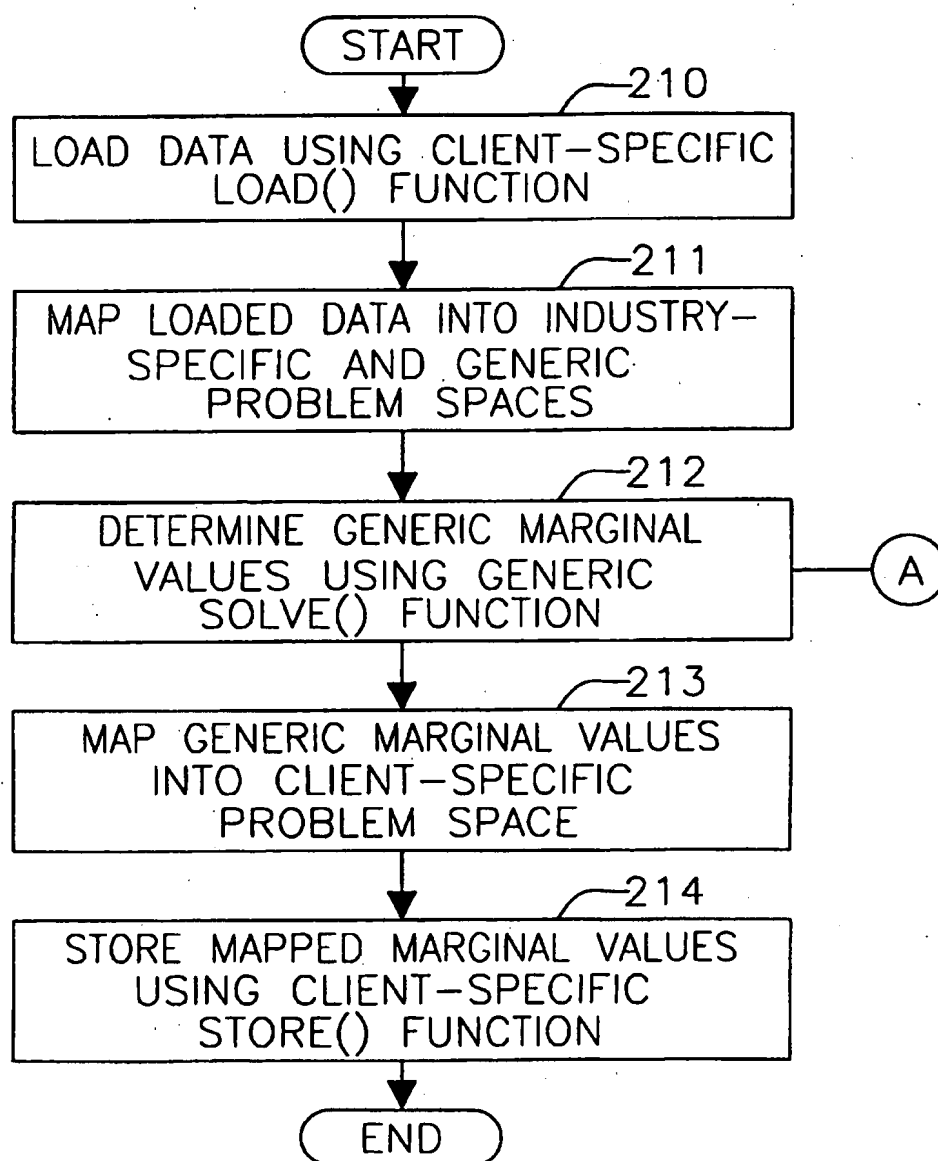 START
210
LOAD DATA USING CLIENT-SPECIFIC
LOAD() FUNCTION
211
MAP LOADED DATA INTO INDUSTRY-
SPECIFIC AND GENERIC
PROBLEM SPACES
212
DETERMINE GENERIC MARGINAL
VALUES USING GENERIC
SOLVE() FUNCTION
A
213
MAP GENERIC MARGINAL VALUES
INTO CLIENT-SPECIFIC
PROBLEM SPACE
214
STORE MAPPED MARGINAL VALUES
USING CLIENT-SPECIFIC
STORE() FUNCTION
END